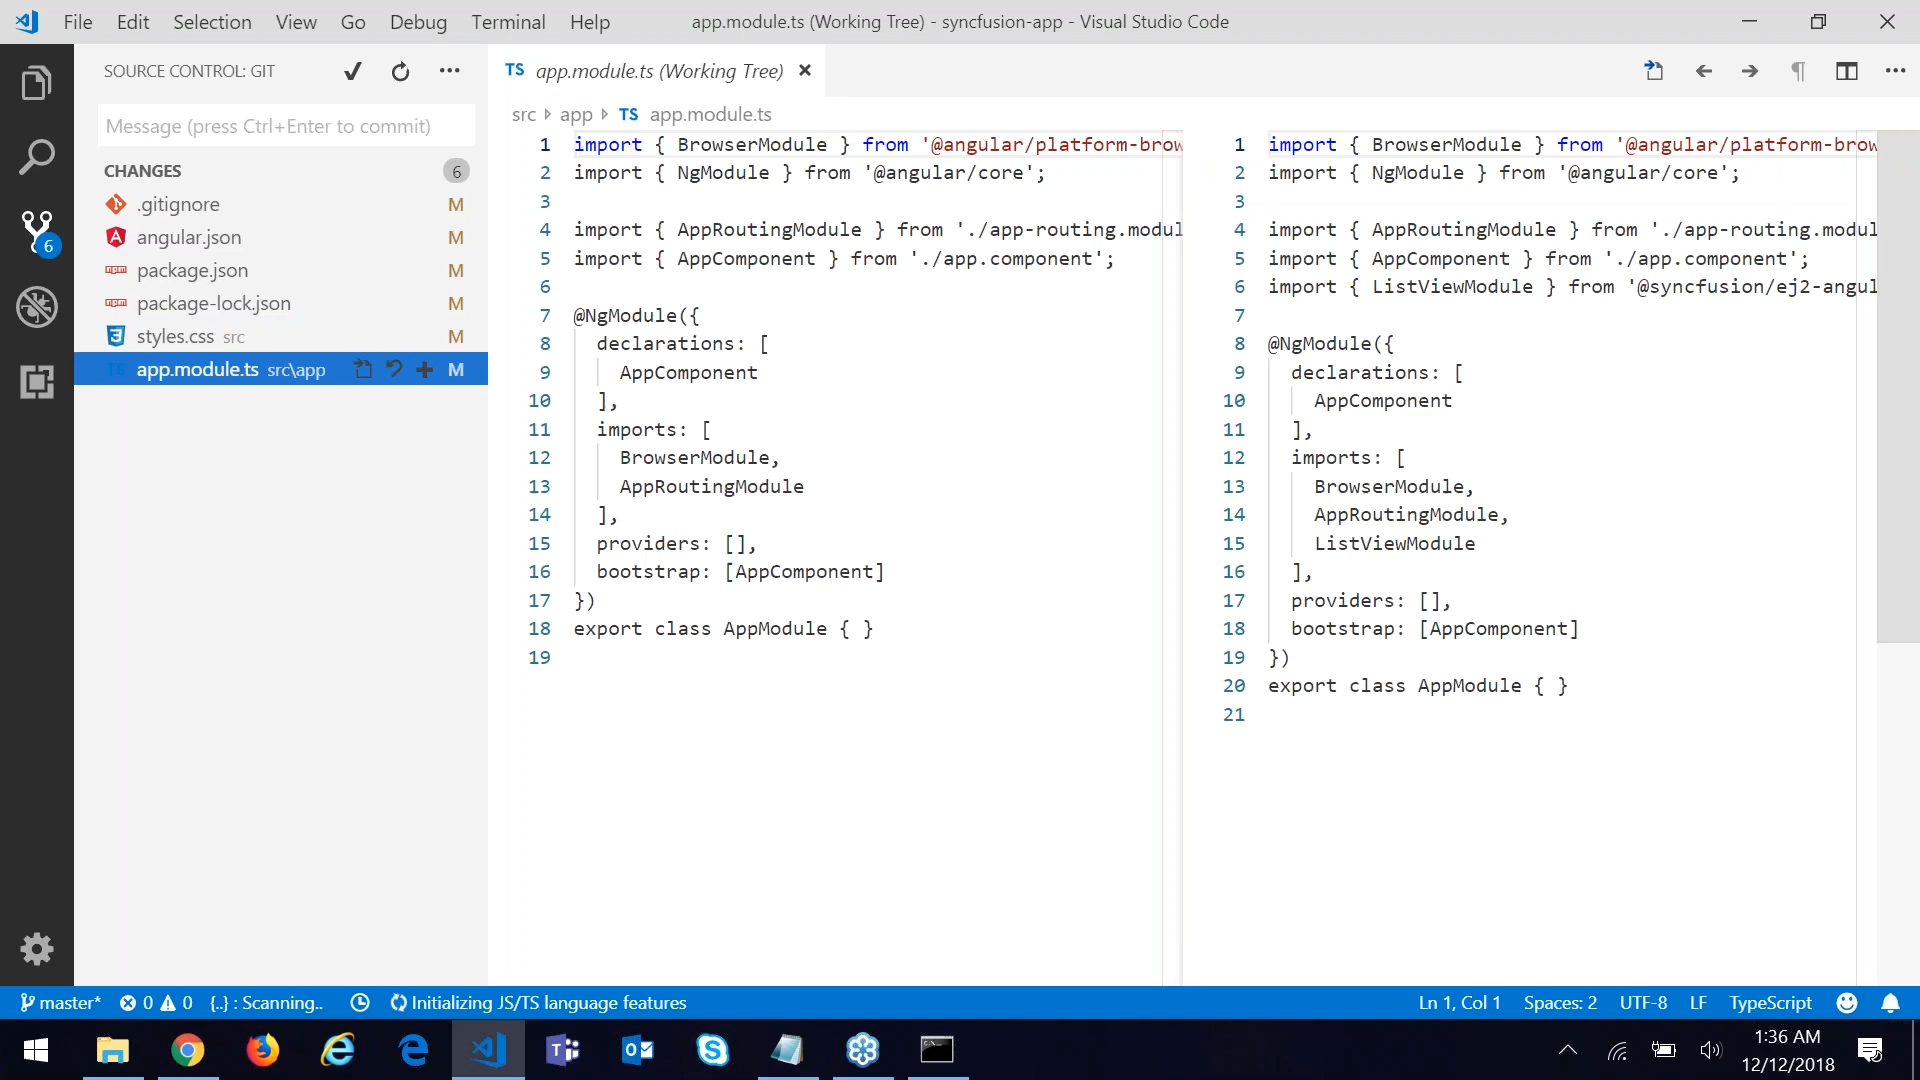 File Edit Selection View Go Debug Terminal Help
app.module.ts (Working Tree) - syncfusion-app - Visual Studio Code
SOURCE CONTROL: GIT
Message (press Ctrl+Enter to commit)
CHANGES 6
.gitignore M
angular.json M
package.json M
package-lock.json M
styles.css src M
app.module.ts src\app M
6
TS app.module.ts (Working Tree)
src app TS app.module.ts
1 import { BrowserModule } from '@angular/platform-brow
2 import { NgModule } from '@angular/core';
3
4 import { AppRoutingModule } from './app-routing.modul
5 import { AppComponent } from './app.component';
6
7 @NgModule({
8 declarations: [
9 AppComponent
10 ],
11 imports: [
12 BrowserModule,
13 AppRoutingModule
14 ],
15 providers: [],
16 bootstrap: [AppComponent]
17 })
18 export class AppModule { }
19
1 import { BrowserModule } from '@angular/platform-brow
2 import { NgModule } from '@angular/core';
3
4 import { AppRoutingModule } from './app-routing.modul
5 import { AppComponent } from './app.component';
6 import { ListViewModule } from '@syncfusion/ej2-angul
7
8 @NgModule({
9 declarations: [
10 AppComponent
11 ],
12 imports: [
13 BrowserModule,
14 AppRoutingModule,
15 ListViewModule
16 ],
17 providers: [],
18 bootstrap: [AppComponent]
19 })
20 export class AppModule { }
21
master* 0 0 {..} : Scanning.. Initializing JS/TS language features
Ln 1, Col 1 Spaces: 2 UTF-8 LF TypeScript
1:36 AM
12/12/2018